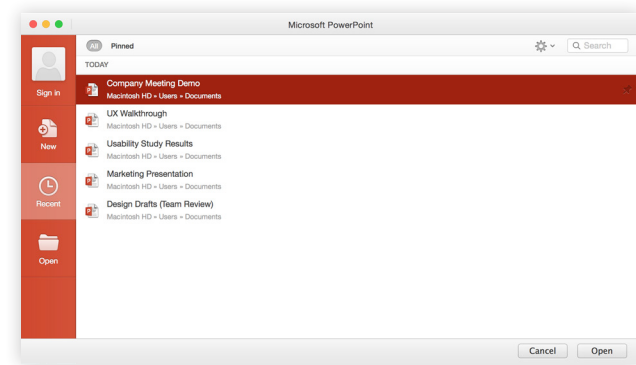 Microsoft PowerPoint
All Pinned
Search
TODAY
Sign in
New
Recent
Open
Company Meeting Demo
Macintosh HD » Users » Documents
UX Walkthrough
Macintosh HD » Users » Documents
Usability Study Results
Macintosh HD » Users » Documents
Marketing Presentation
Macintosh HD » Users » Documents
Design Drafts (Team Review)
Macintosh HD » Users » Documents
Cancel Open